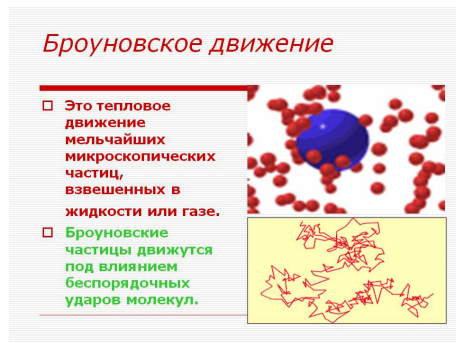 Броуновское движение
Это тепловое
движение
мельчайших
микроскопических
частиц,
взвешенных в
жидкости или газе.
Броуновские
частицы движутся
под влиянием
беспорядочных
ударов молекул.